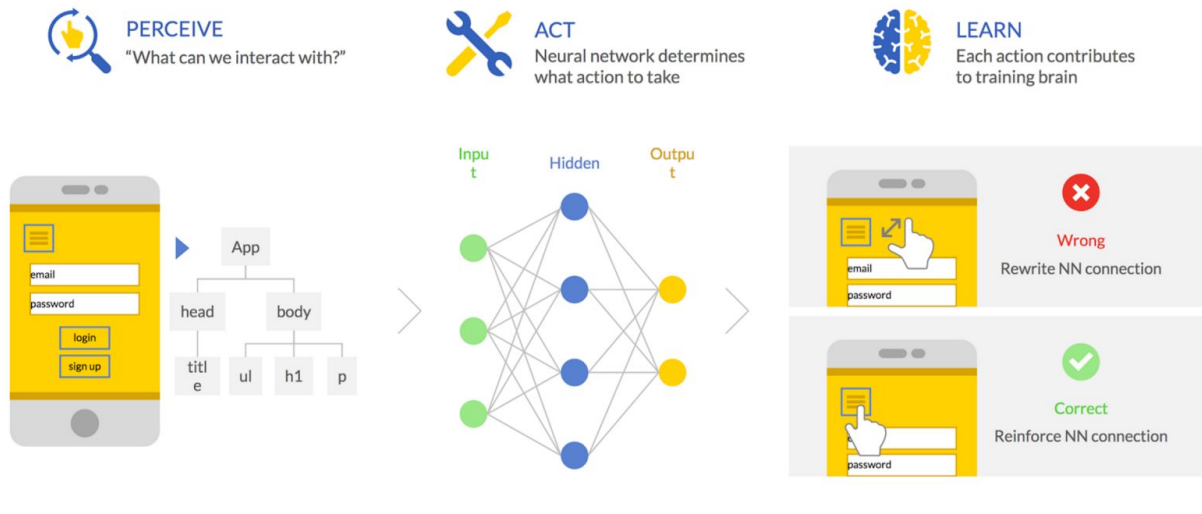 PERCEIVE
"What can we interact with?"
email
password
login
sign up
App
head
body
titl
e
ul
h1
p
ACT
Neural network determines
what action to take
Inpu
t
Hidden
Outpu
t
LEARN
Each action contributes
to training brain
email
password
Wrong
Rewrite NN connection
password
Correct
Reinforce NN connection